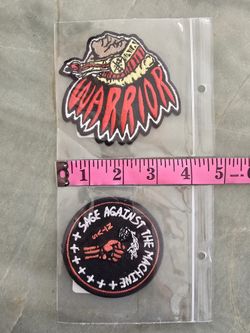 WARRIOR
1 2 3 4 5
SAGE AGAINST THE MACHINE